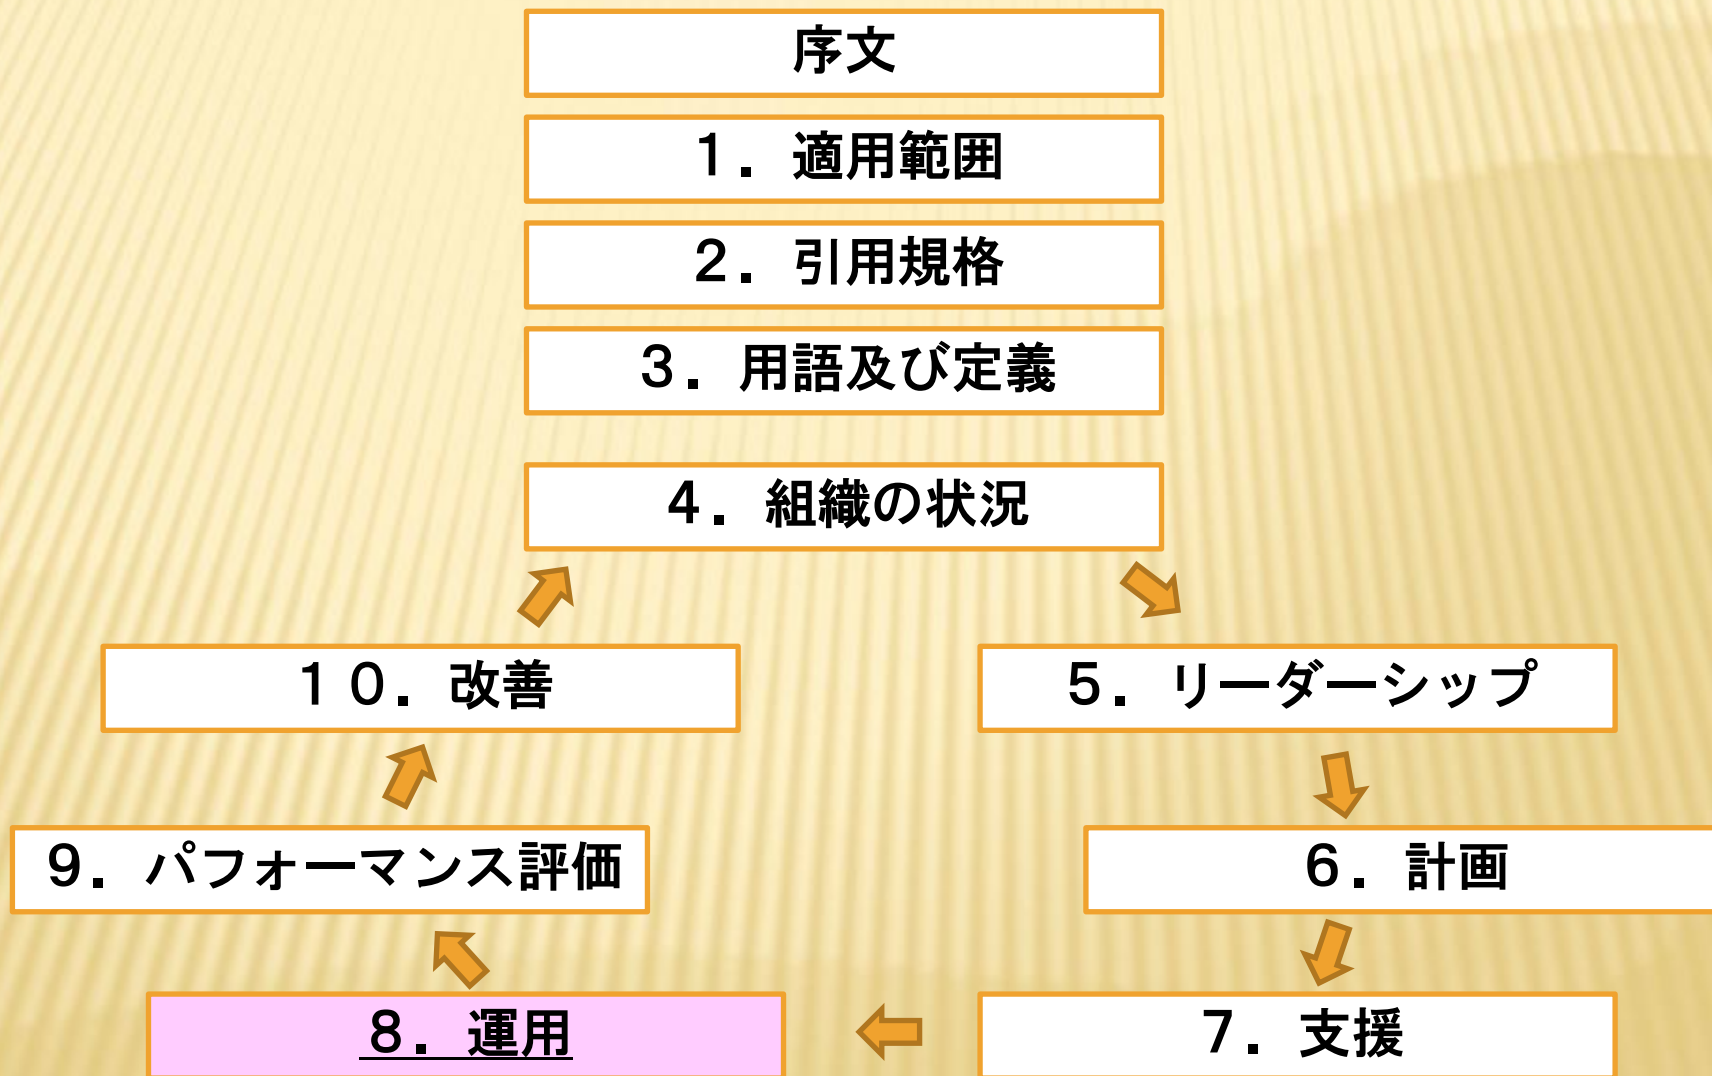 序文
１．適用範囲
２．引用規格
３．用語及び定義
４．組織の状況
５．リーダーシップ
６．計画
７．支援
８．運用
９．パフォーマンス評価
１０．改善